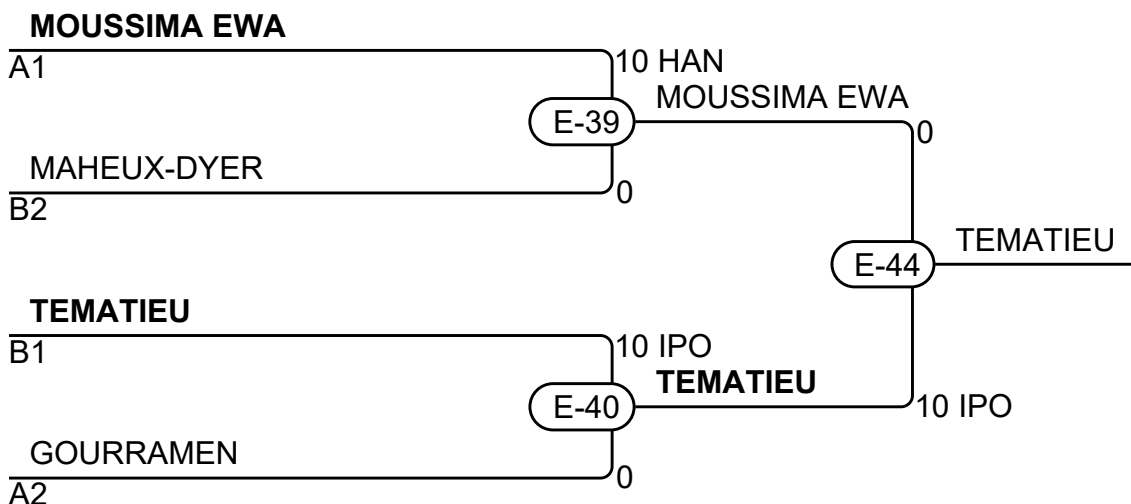 MOUSSIMA EWA
A1
10 HAN
MOUSSIMA EWA
E-39
0
MAHEUX-DYER
B2
0
TEMATIEU
E-44
TEMATIEU
B1
10 IPO
TEMATIEU
E-40
10 IPO
GOURRAMEN
A2
0